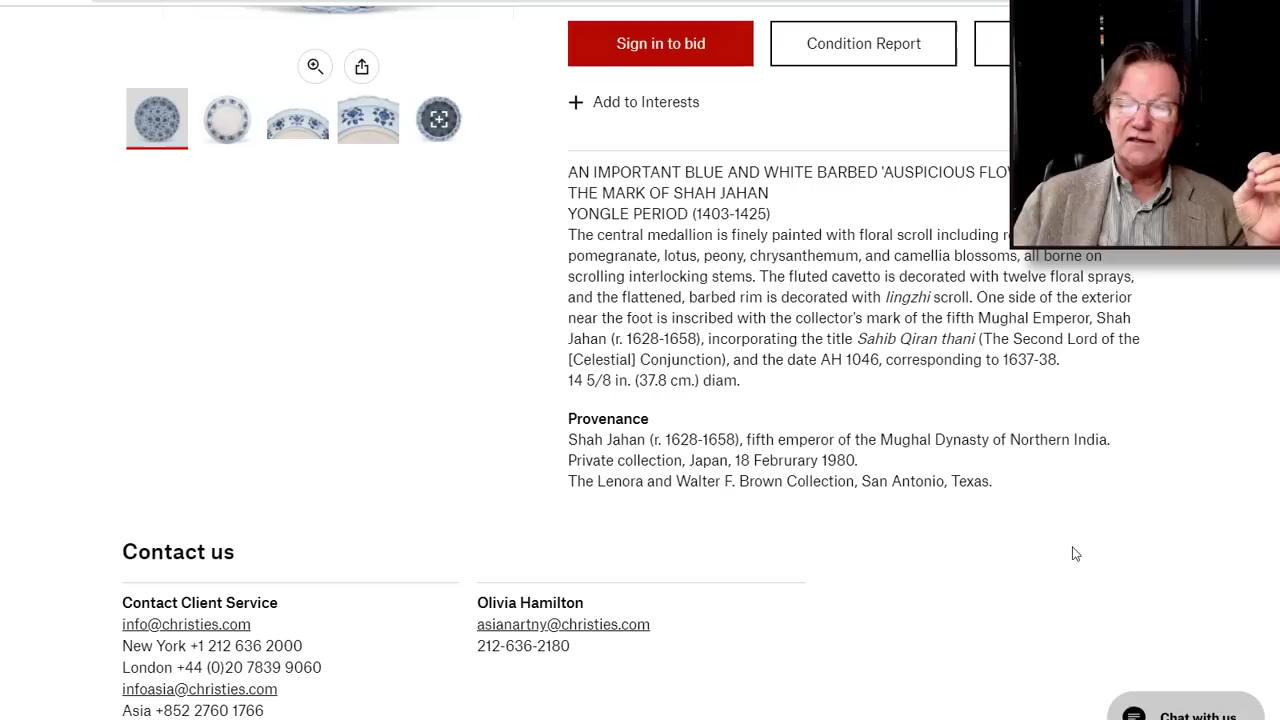 Sign in to bid
Condition Report
Add to Interests
AN IMPORTANT BLUE AND WHITE BARBED 'AUSPICIOUS
THE MARK OF SHAH JAHAN
YONGLE PERIOD (1403-1425)
The central medallion is finely painted with floral scroll including
pomegranate, lotus, peony, chrysanthemum, and camellia blossoms, all borne on
scrolling interlocking stems. The fluted cavetto is decorated with twelve floral sprays,
and the flattened, barbed rim is decorated with lingzhi scroll. One side of the exterior
near the foot is inscribed with the collector's mark of the fifth Mughal Emperor, Shah
Jahan (r. 1628-1658), incorporating the title Sahib Qiran thani (The Second Lord of the
[Celestial] Conjunction), and the date AH 1046, corresponding to 1637-38.
14 5/8 in. (37.8 cm.) diam.
Provenance
Shah Jahan (r. 1628-1658), fifth emperor of the Mughal Dynasty of Northern India.
Private collection, Japan, 18 Februrary 1980.
The Lenora and Walter F. Brown Collection, San Antonio, Texas.
Contact us
Contact Client Service
info@christies.com
New York +1 212 636 2000
London +44 (0)20 7839 9060
infoasia@christies.com
Asia +852 2760 1766
Olivia Hamilton
asianartny@christies.com
212-636-2180
Chat with us